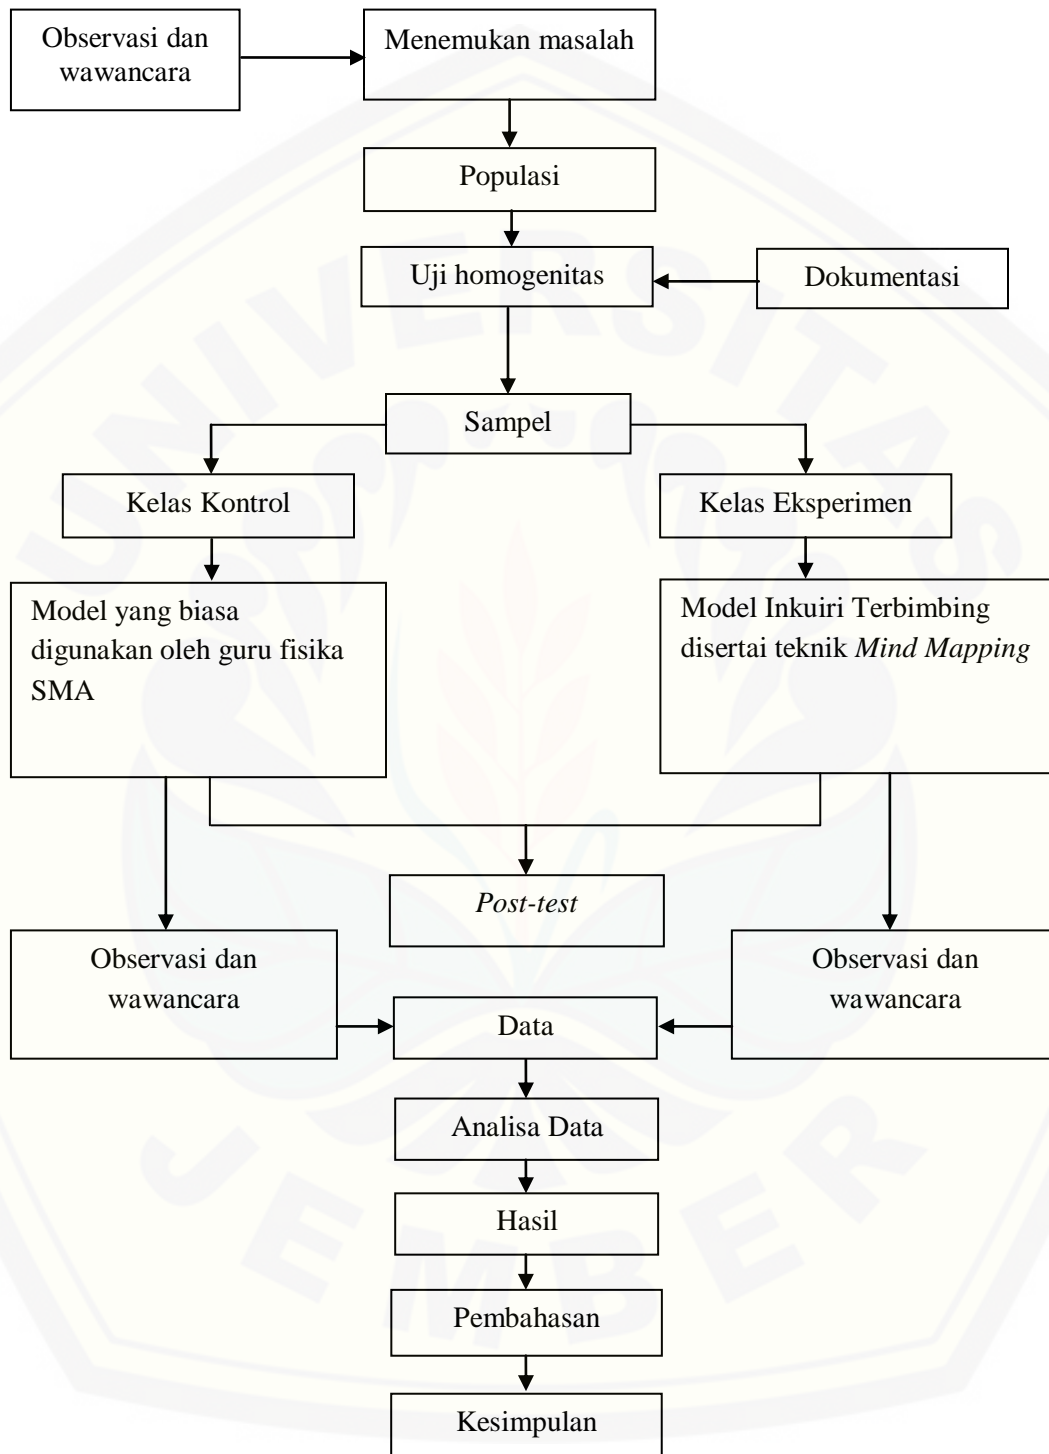 Observasi dan
wawancara
Menemukan masalah
Populasi
Uji homogenitas
Dokumentasi
Sampel
Kelas Kontrol
Kelas Eksperimen
Model yang biasa
digunakan oleh guru fisika
SMA
Model Inkuiri Terbimbing
disertai teknik Mind Mapping
Post-test
Observasi dan
wawancara
Observasi dan
wawancara
Data
Analisa Data
Hasil
Pembahasan
Kesimpulan
UNIVERSITAS
JEMBER